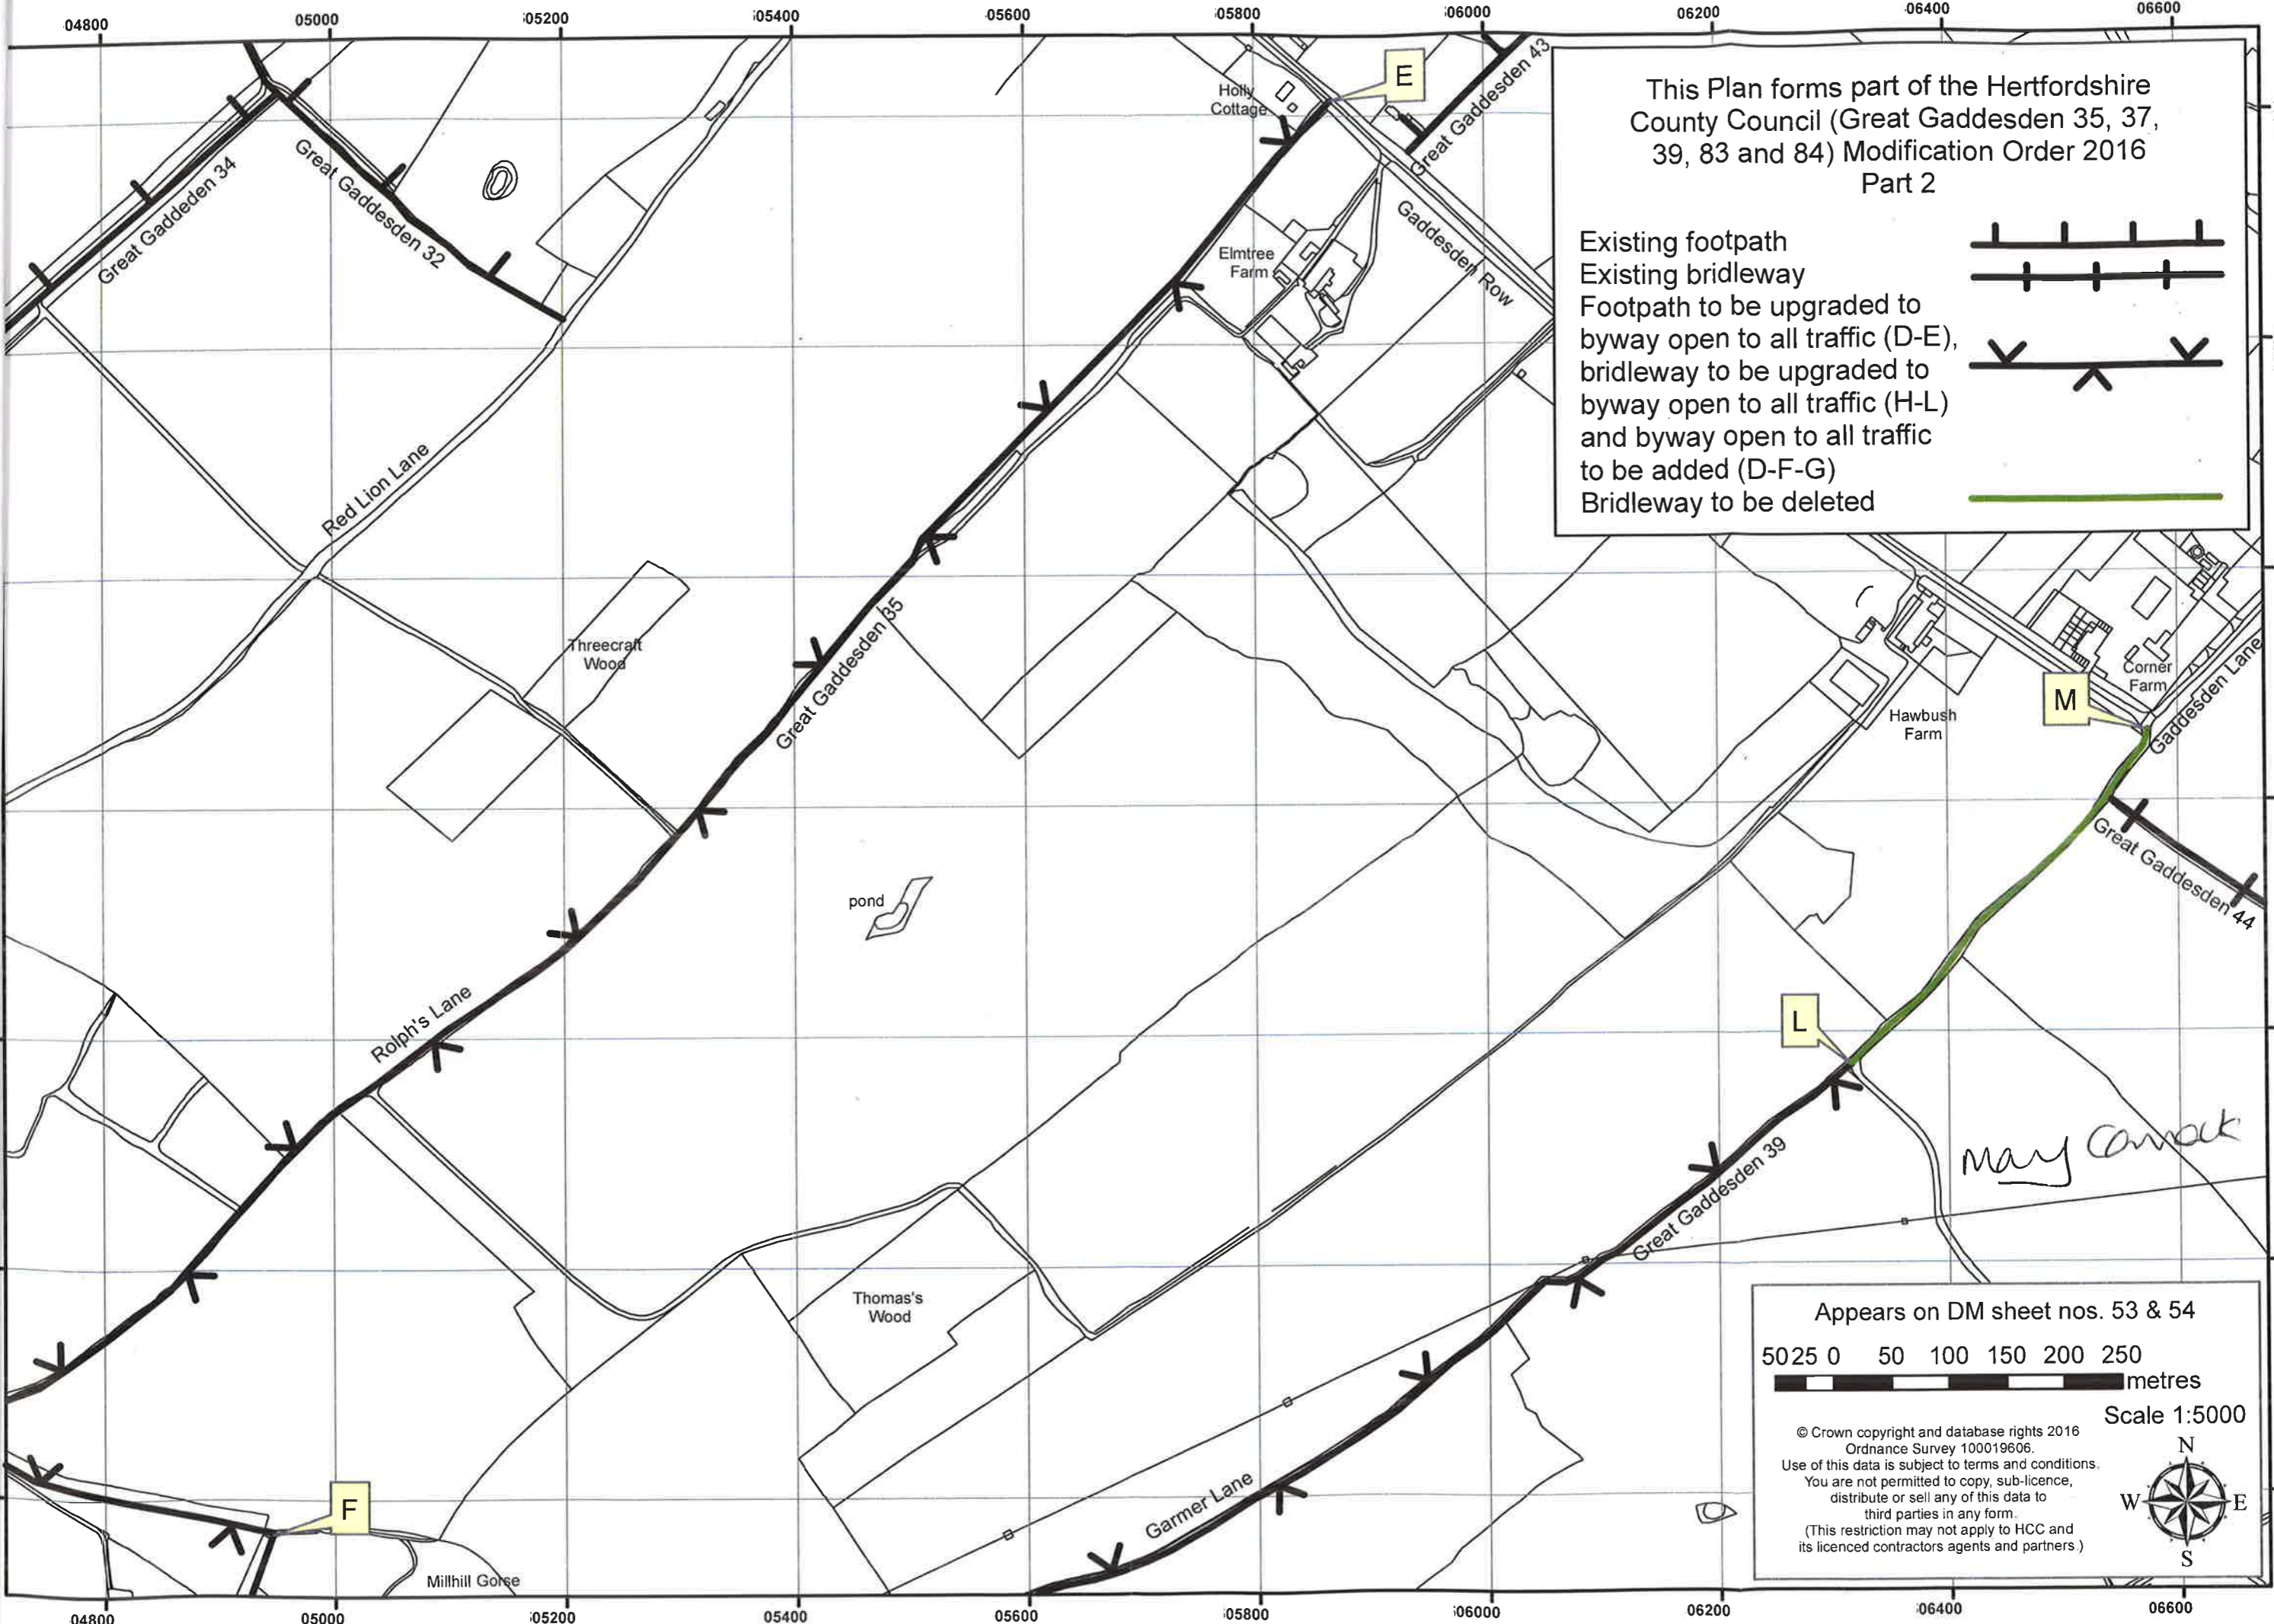 04800
05000
05200
05400
05600
05800
06000
06200
06400
06600
This Plan forms part of the Hertfordshire
County Council (Great Gaddesden 35, 37,
39, 83 and 84) Modification Order 2016
Part 2
Existing footpath
Existing bridleway
Footpath to be upgraded to
byway open to all traffic (D-E),
bridleway to be upgraded to
byway open to all traffic (H-L)
and byway open to all traffic
to be added (D-F-G)
Bridleway to be deleted
E
Holly
Cottage
Great Gaddesden 43
Great Gaddeden 34
Great Gaddesden 32
Gaddesden Row
Elmtree
Farm
Red Lion Lane
Threecraft
Wood
Great Gaddesden 35
Corner
Farm
M
Gaddesden Lane
Hawbush
Farm
Great Gaddesden 44
pond
Rolph's Lane
L
May
Great Gaddesden 39
Thomas's
Wood
Garmer Lane
F
Millhill Gorse
Appears on DM sheet nos. 53 & 54
50 25 0 50 100 150 200 250
metres
Scale 1:5000
© Crown copyright and database rights 2016
Ordnance Survey 100019606.
Use of this data is subject to terms and conditions.
You are not permitted to copy, sub-licence,
distribute or sell any of this data to
third parties in any form.
(This restriction may not apply to HCC and
its licenced contractors agents and partners.)
N
W E
S
04800
05000
05200
05400
05600
05800
06000
06200
06400
06600